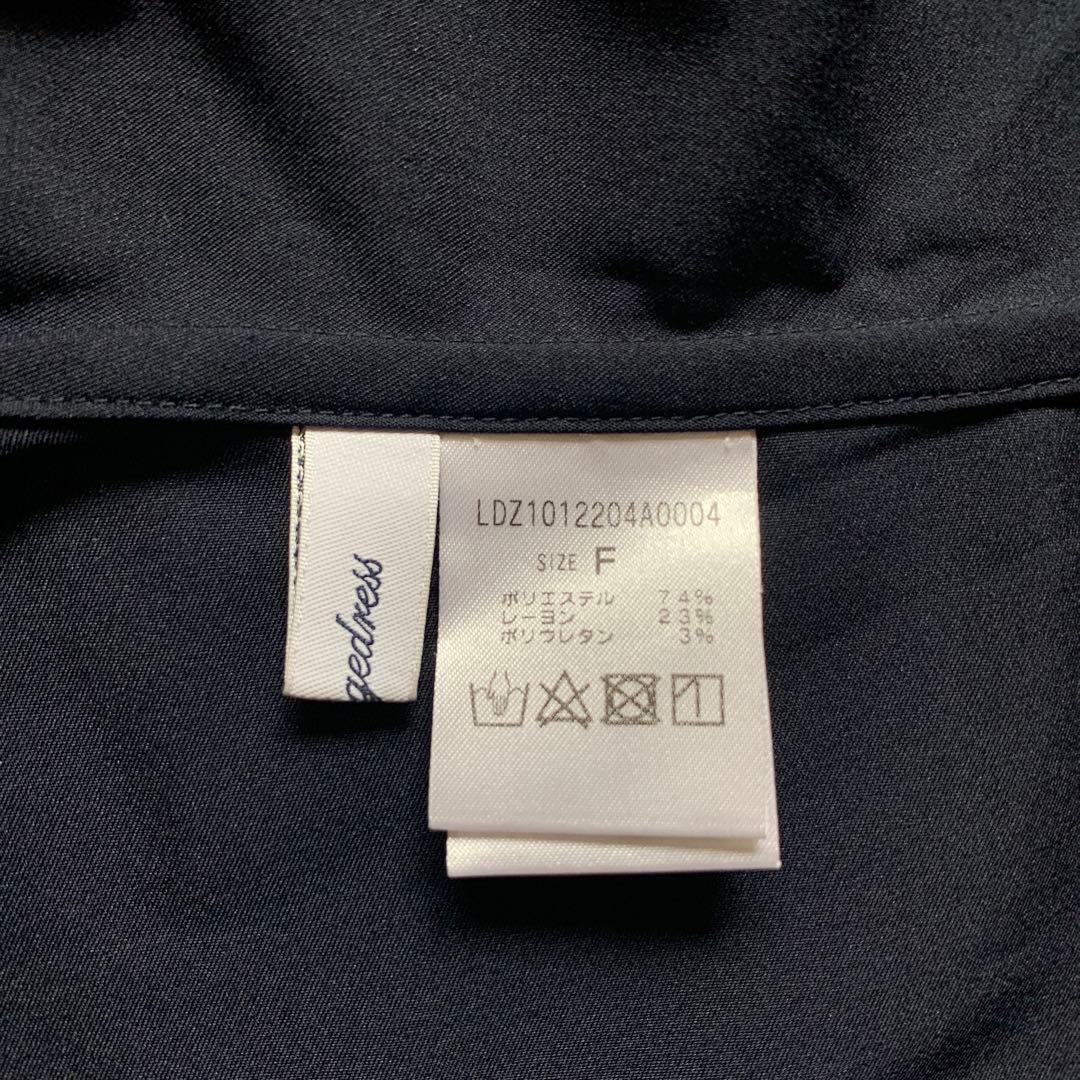 gedress
LDZ1012204A0004
SIZE F
ポリエステル 74%
レーヨン 23%
ポリウレタン 3%